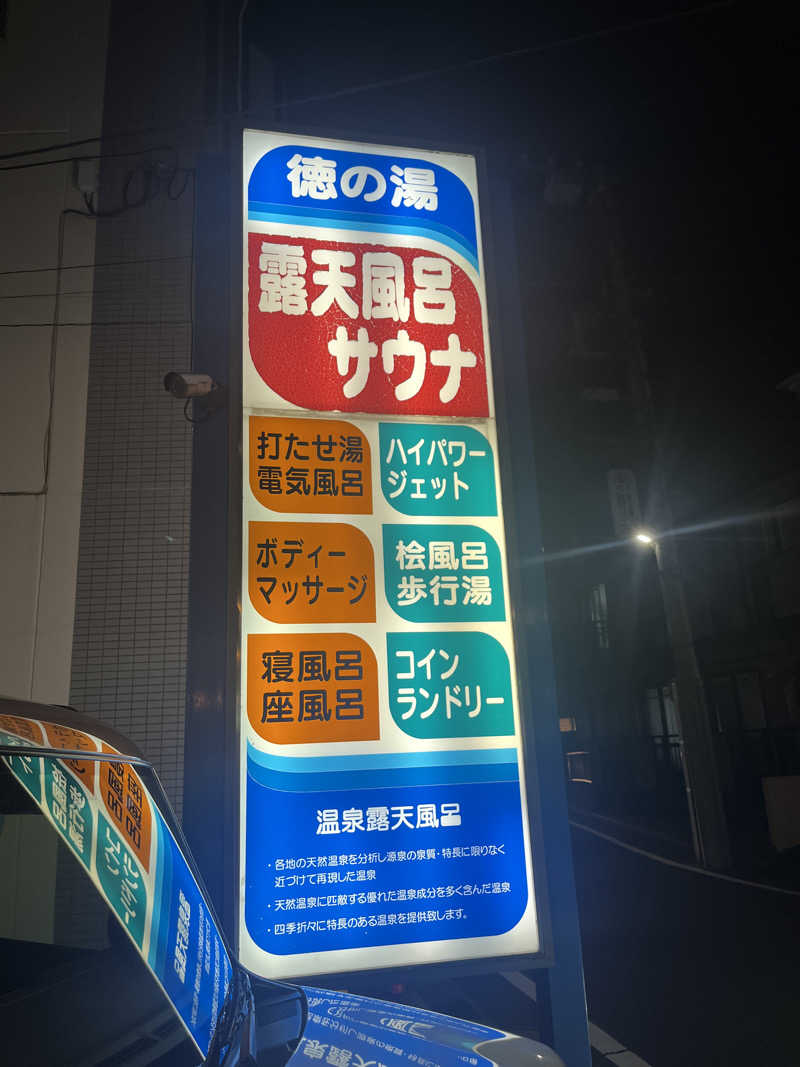 徳の湯
露天風呂
サウナ
打たせ湯
電気風呂
ハイパワー
ジェット
ボディー
マッサージ
桧風呂
歩行湯
寝風呂
座風呂
コイン
ランドリー
温泉露天風呂
・各地の天然温泉を分析し源泉の泉質・特長に限りなく
近づけて再現した温泉
・天然温泉に匹敵する優れた温泉成分を多く含んだ温泉
・四季折々に特長のある温泉を提供致します。